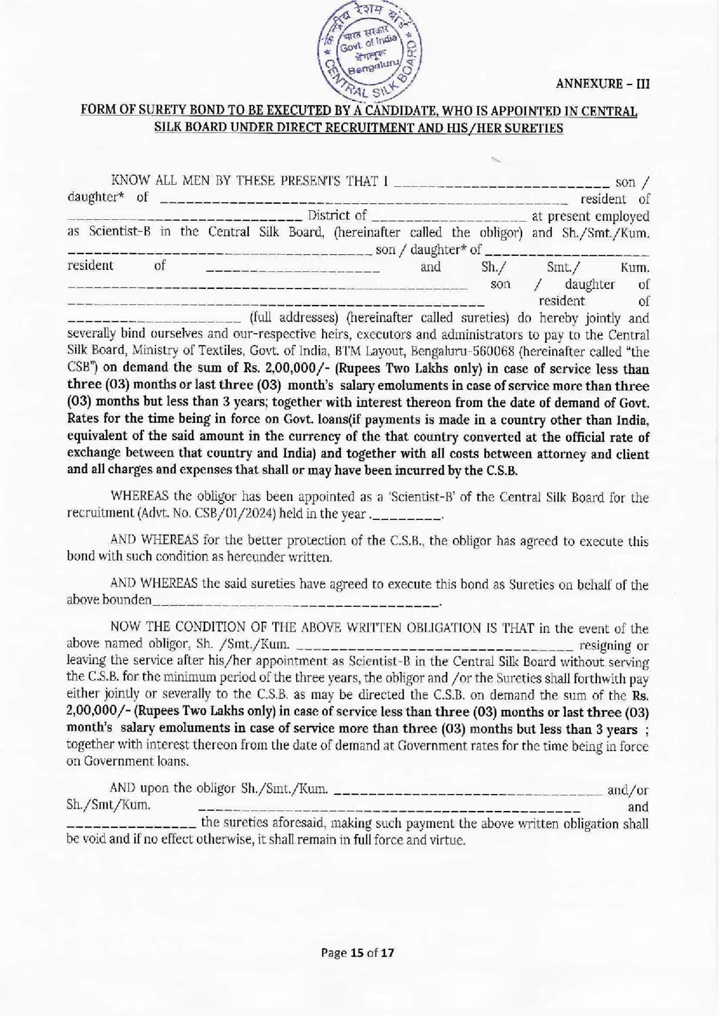 केन्द्रीय रेशम बोर्ड
भारत सरकार
Govt. of India
बेंगलूरु
Bengaluru
CENTRAL SILK BOARD
ANNEXURE – III
FORM OF SURETY BOND TO BE EXECUTED BY A CANDIDATE, WHO IS APPOINTED IN CENTRAL
SILK BOARD UNDER DIRECT RECRUITMENT AND HIS/HER SURETIES
KNOW ALL MEN BY THESE PRESENTS THAT I __________________________ son /
daughter* of __________________________________________________ resident of
____________________________ District of ___________________ at present employed
as Scientist-B in the Central Silk Board, (hereinafter called the obligor) and Sh./Smt./Kum.
_____________________________________ son / daughter* of ____________________
resident of _____________________ and Sh./ Smt./ Kum.
________________________________________________ son / daughter of
__________________________________________________ resident of
_____________________ (full addresses) (hereinafter called sureties) do hereby jointly and
severally bind ourselves and our-respective heirs, executors and administrators to pay to the Central
Silk Board, Ministry of Textiles, Govt. of India, BTM Layout, Bengaluru-560068 (hereinafter called "the
CSB") on demand the sum of Rs. 2,00,000/- (Rupees Two Lakhs only) in case of service less than
three (03) months or last three (03) month's salary emoluments in case of service more than three
(03) months but less than 3 years; together with interest thereon from the date of demand of Govt.
Rates for the time being in force on Govt. loans(if payments is made in a country other than India,
equivalent of the said amount in the currency of the that country converted at the official rate of
exchange between that country and India) and together with all costs between attorney and client
and all charges and expenses that shall or may have been incurred by the C.S.B.
WHEREAS the obligor has been appointed as a 'Scientist-B' of the Central Silk Board for the
recruitment (Advt. No. CSB/01/2024) held in the year .________.
AND WHEREAS for the better protection of the C.S.B., the obligor has agreed to execute this
bond with such condition as hereunder written.
AND WHEREAS the said sureties have agreed to execute this bond as Sureties on behalf of the
above bounden___________________________________.
NOW THE CONDITION OF THE ABOVE WRITTEN OBLIGATION IS THAT in the event of the
above named obligor, Sh. /Smt./Kum. __________________________________ resigning or
leaving the service after his/her appointment as Scientist-B in the Central Silk Board without serving
the C.S.B. for the minimum period of the three years, the obligor and /or the Sureties shall forthwith pay
either jointly or severally to the C.S.B. as may be directed the C.S.B. on demand the sum of the Rs.
2,00,000/- (Rupees Two Lakhs only) in case of service less than three (03) months or last three (03)
month's salary emoluments in case of service more than three (03) months but less than 3 years ;
together with interest thereon from the date of demand at Government rates for the time being in force
on Government loans.
AND upon the obligor Sh./Smt./Kum. ________________________________ and/or
Sh./Smt/Kum. ______________________________________________ and
________________ the sureties aforesaid, making such payment the above written obligation shall
be void and if no effect otherwise, it shall remain in full force and virtue.
Page 15 of 17